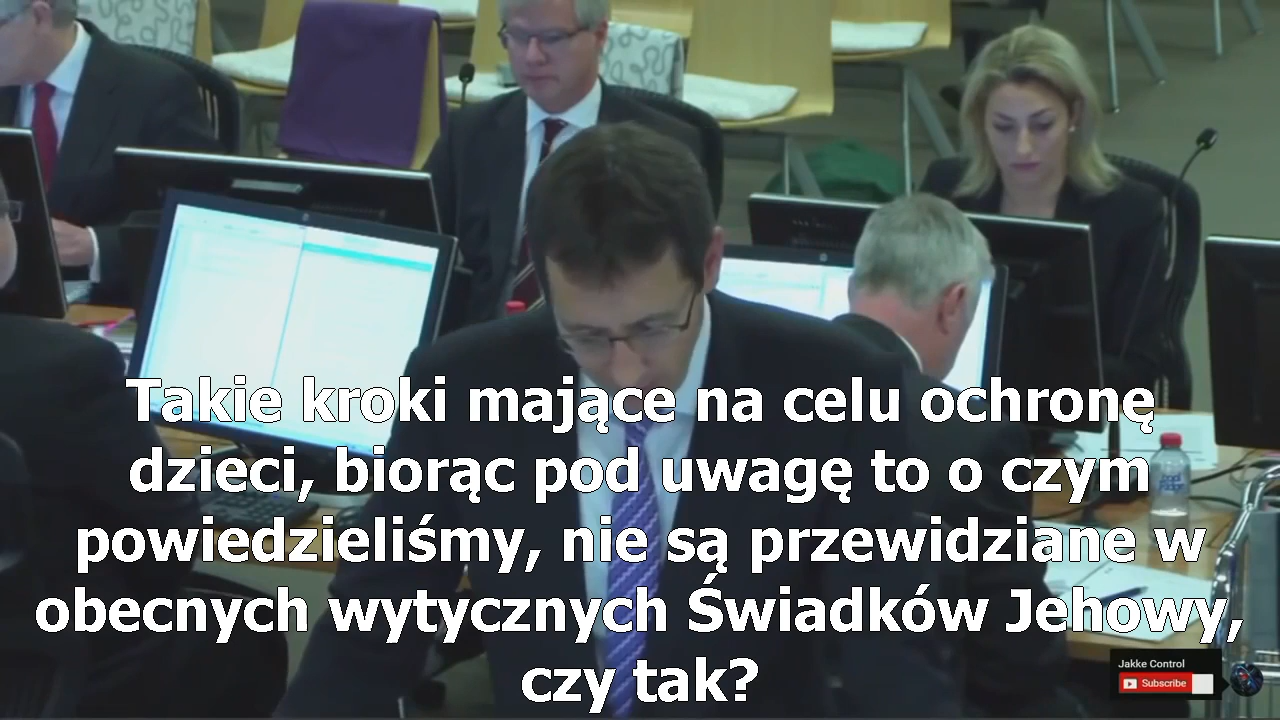 Takie kroki mające na celu ochronę
dzieci, biorąc pod uwagę to o czym
powiedzieliśmy, nie są przewidziane w
obecnych wytycznych Świadków Jehowy,
czy tak?
Jakke Control
Subscribe